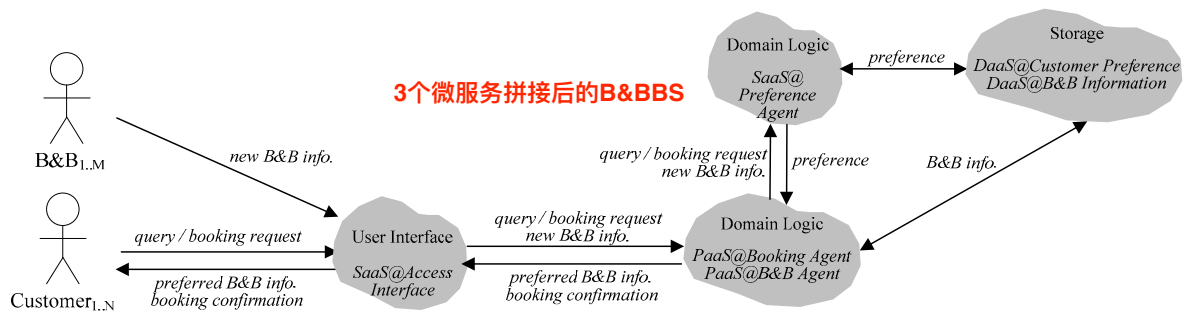 Domain Logic
SaaS@
Preference
Agent
preference
Storage
DaaS@Customer Preference
DaaS@B&B Information
3个微服务拼接后的B&BBS
B&B1..M
new B&B info.
query / booking request
new B&B info.
preference
B&B info.
query / booking request
preferred B&B info.
booking confirmation
Customer1..N
User Interface
SaaS@Access
Interface
query / booking request
new B&B info.
preferred B&B info.
booking confirmation
Domain Logic
PaaS@Booking Agent
PaaS@B&B Agent